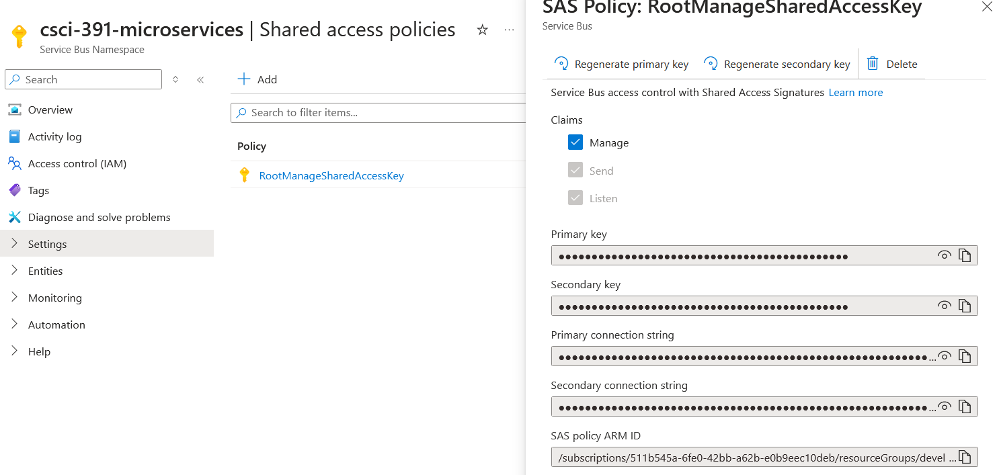 csci-391-microservices | Shared access policies
Service Bus Namespace
Search
Overview
Activity log
Access control (IAM)
Tags
Diagnose and solve problems
Settings
Entities
Monitoring
Automation
Help
Add
Search to filter items...
Policy
RootManageSharedAccessKey
SAS Policy: RootManageSharedAccessKey
Service Bus
Regenerate primary key
Regenerate secondary key
Delete
Service Bus access control with Shared Access Signatures Learn more
Claims
Manage
Send
Listen
Primary key
●●●●●●●●●●●●●●●●●●●●●●●●●●●●●●●●●●●●●●●●●●●●
Secondary key
●●●●●●●●●●●●●●●●●●●●●●●●●●●●●●●●●●●●●●●●●●●●
Primary connection string
●●●●●●●●●●●●●●●●●●●●●●●●●●●●●●●●●●●●●●●●●●●●●●●●●●●●●●●●...
Secondary connection string
●●●●●●●●●●●●●●●●●●●●●●●●●●●●●●●●●●●●●●●●●●●●●●●●●●●●●●●●...
SAS policy ARM ID
/subscriptions/511b545a-6fe0-42bb-a62b-e0b9eec10deb/resourceGroups/devel ...